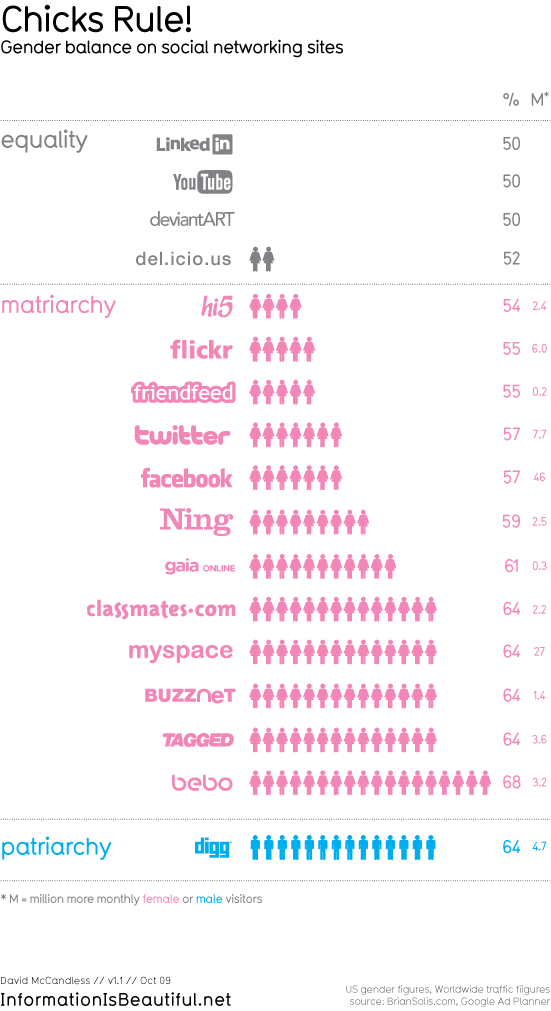 Chicks Rule!
Gender balance on social networking sites
% M*
equality LinkedIn 50
YouTube 50
deviantART 50
del.icio.us 52
matriarchy hi5 54 2.4
flickr 55 6.0
friendfeed 55 0.2
twitter 57 7.7
facebook 57 46
Ning 59 2.5
gaia ONLINE 61 0.3
classmates.com 64 2.2
myspace 64 27
BUZZNET 64 1.4
TAGGED 64 3.6
bebo 68 3.2
patriarchy digg 64 4.7
* M = million more monthly female or male visitors
David McCandless // v1.1 // Oct 09
InformationIsBeautiful.net
US gender figures, Worldwide traffic fiigures
source: BrianSolis.com, Google Ad Planner